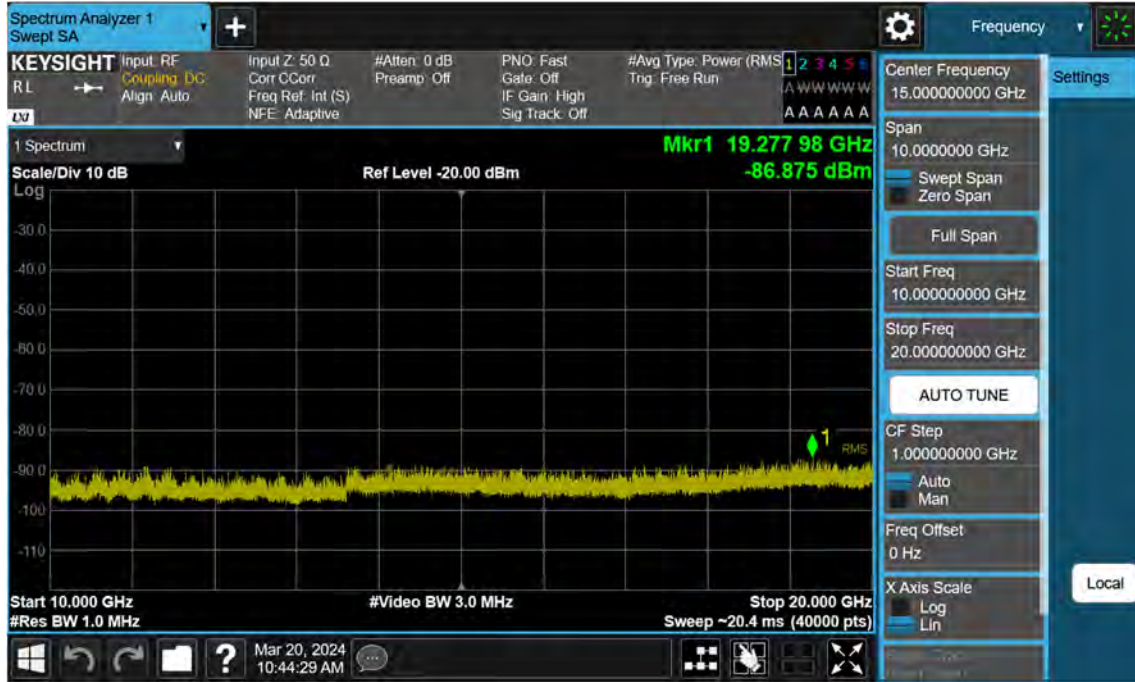 Spectrum Analyzer 1
Swept SA
Frequency
KEYSIGHT
R L
LXI
Input: RF
Coupling: DC
Align: Auto
Input Z: 50 Ω
Corr CCorr
Freq Ref: Int (S)
NFE: Adaptive
#Atten: 0 dB
Preamp: Off
PNO: Fast
Gate: Off
IF Gain: High
Sig Track: Off
#Avg Type: Power (RMS
Trig: Free Run
1 2 3 4 5 6
A W W W W W
A A A A A A
1 Spectrum
Scale/Div 10 dB
Log
Ref Level -20.00 dBm
Mkr1 19.277 98 GHz
-86.875 dBm
-30.0
-40.0
-50.0
-60.0
-70.0
-80.0
-90.0
-100
-110
1
RMS
Start 10.000 GHz
#Res BW 1.0 MHz
#Video BW 3.0 MHz
Stop 20.000 GHz
Sweep ~20.4 ms (40000 pts)
Center Frequency
15.000000000 GHz
Span
10.0000000 GHz
Swept Span
Zero Span
Full Span
Start Freq
10.000000000 GHz
Stop Freq
20.000000000 GHz
AUTO TUNE
CF Step
1.000000000 GHz
Auto
Man
Freq Offset
0 Hz
X Axis Scale
Log
Lin
Settings
Local
?
Mar 20, 2024
10:44:29 AM